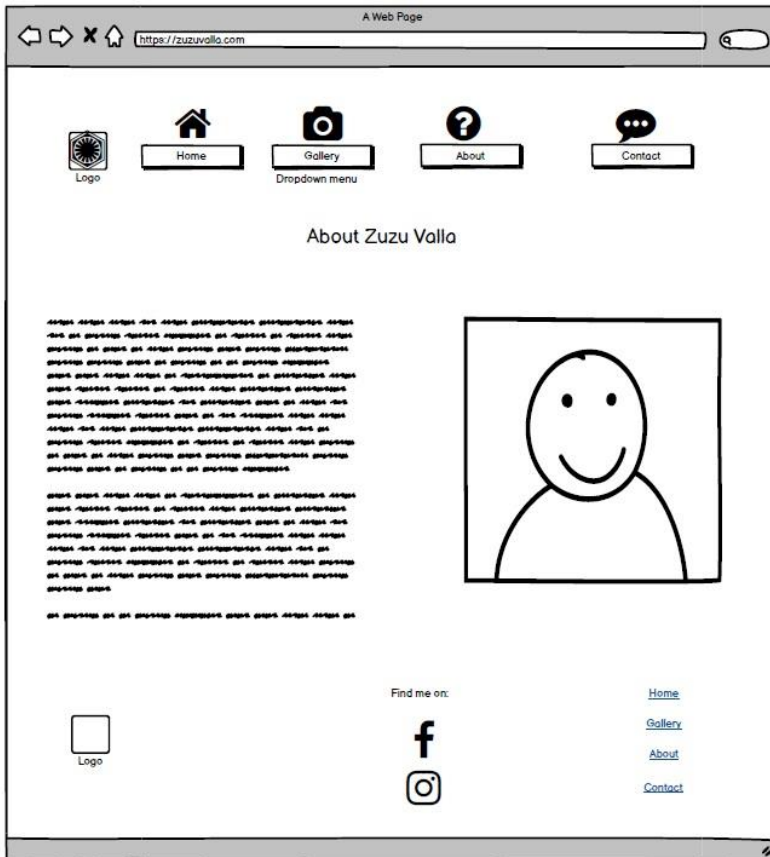 A Web Page
https://zuzuvalla.com
Home Gallery About Contact
Logo
Dropdown menu
About Zuzu Valla
Find me on:
Home
Gallery
About
Contact
Logo